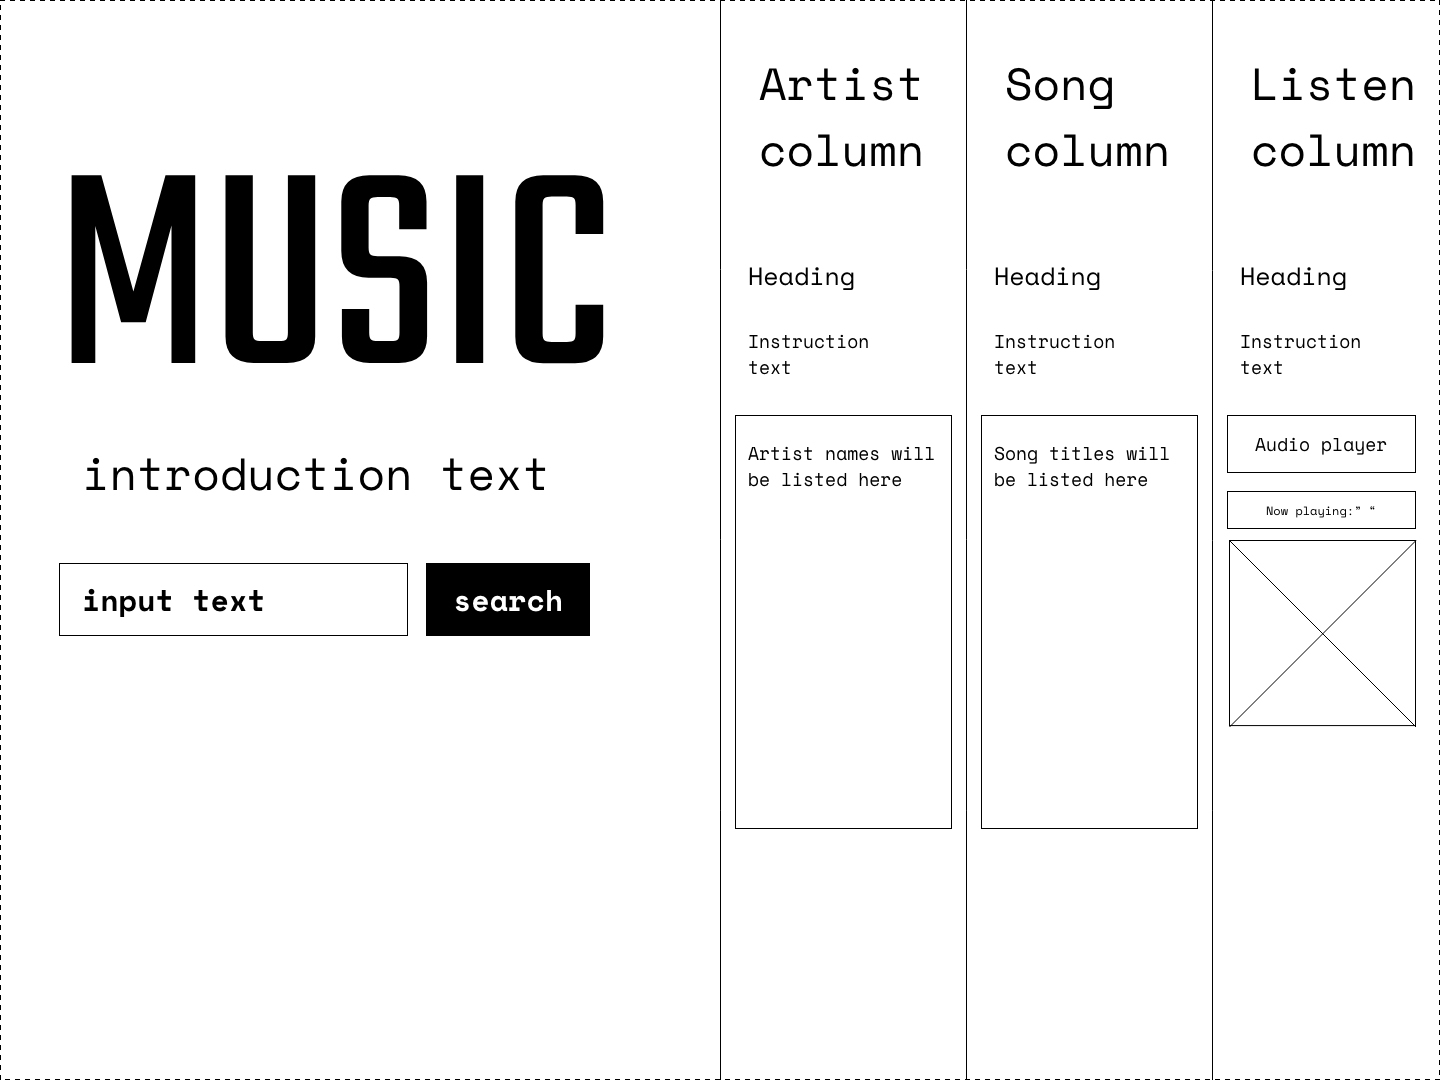 MUSIC
introduction text
input text
search
Artist
column
Heading
Instruction
text
Artist names will
be listed here
Song
column
Heading
Instruction
text
Song titles will
be listed here
Listen
column
Heading
Instruction
text
Audio player
Now playing:” “